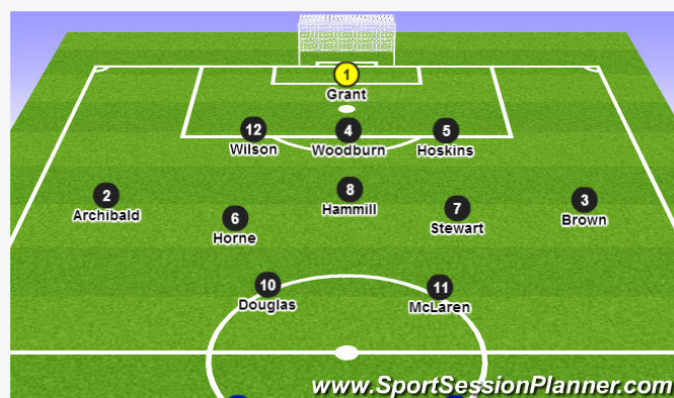 1
Grant
12
4
5
Wilson
Woodburn
Hoskins
2
8
3
Archibald
Hammill
Brown
6
7
Horne
Stewart
10
11
Douglas
McLaren
www.SportSessionPlanner.com